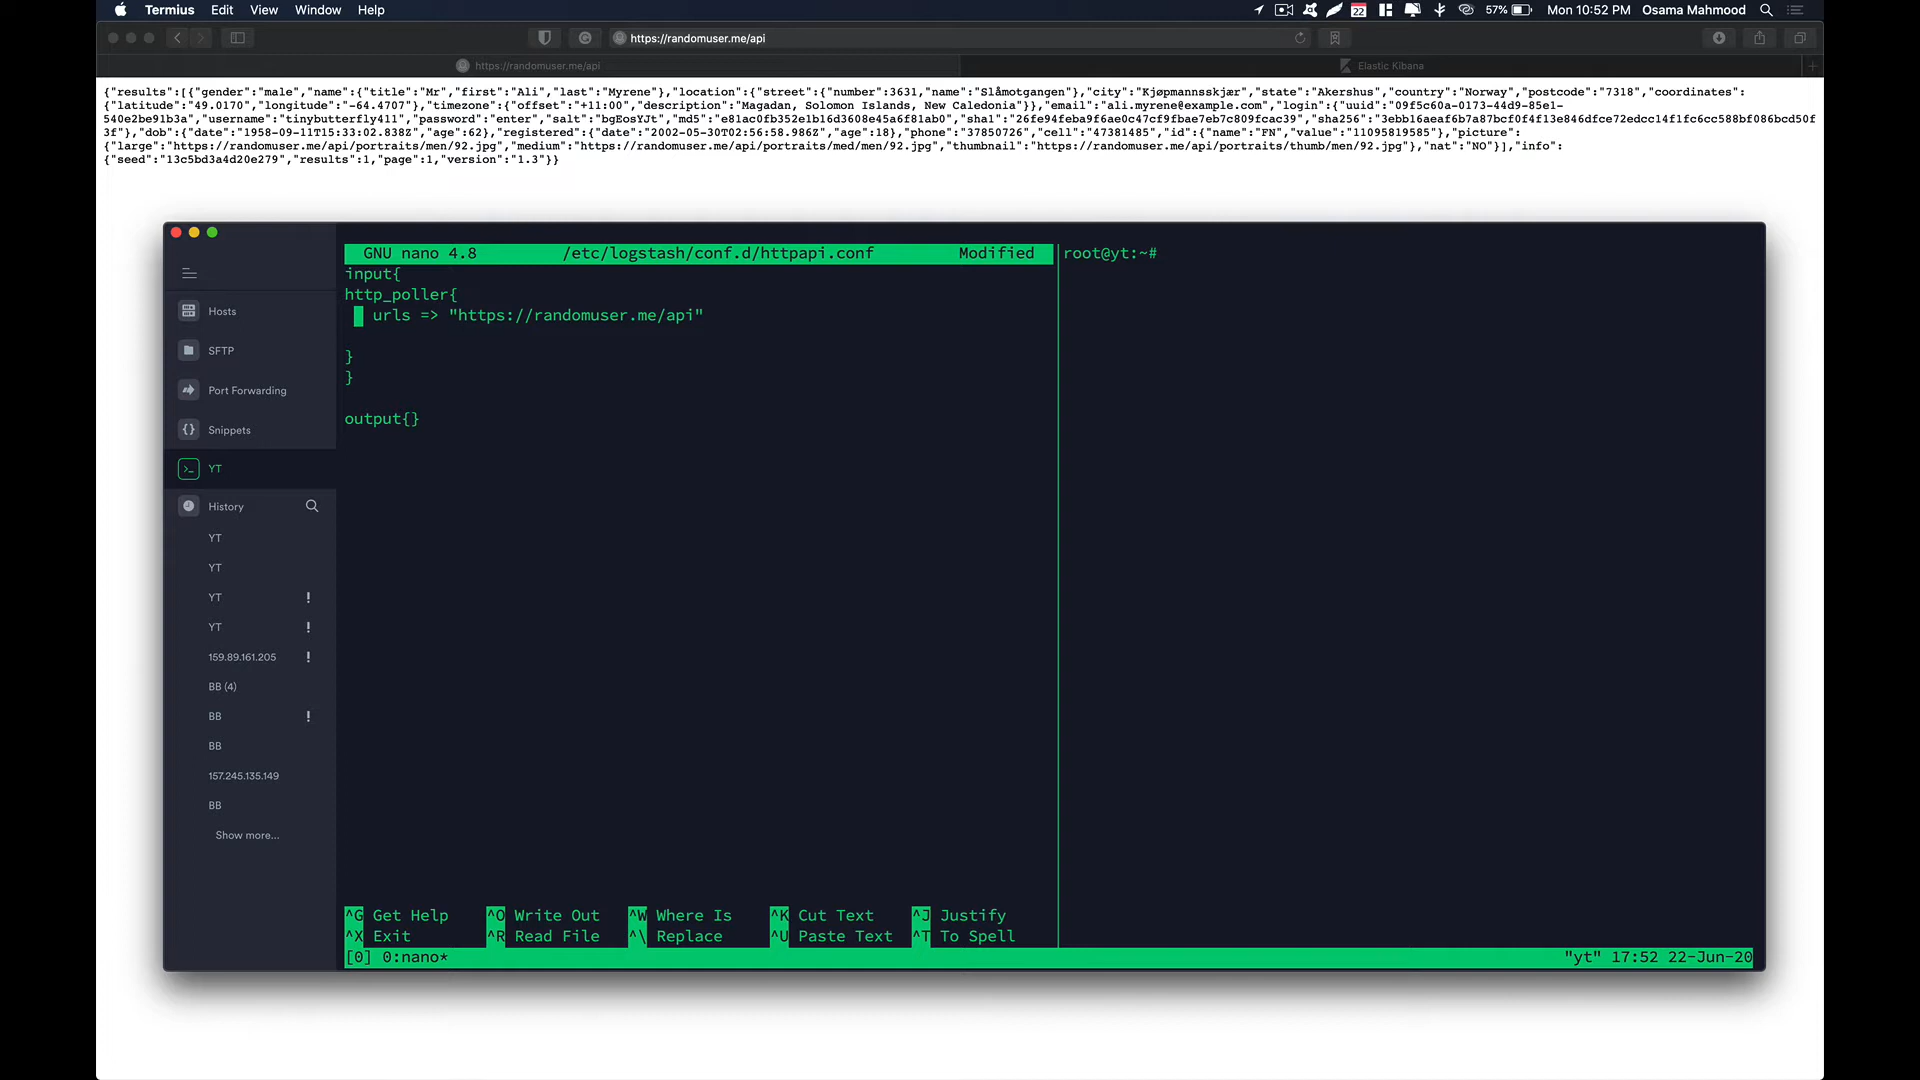 Termius Edit View Window Help
22 57% Mon 10:52 PM Osama Mahmood
https://randomuser.me/api
https://randomuser.me/api
Elastic Kibana
{"results":[{"gender":"male","name":{"title":"Mr","first":"Ali","last":"Myrene"},"location":{"street":{"number":3631,"name":"Slåmotgangen"},"city":"Kjøpmannsskjær","state":"Akershus","country":"Norway","postcode":"7318","coordinates":
{"latitude":"49.0170","longitude":"-64.4707"},"timezone":{"offset":"+11:00","description":"Magadan, Solomon Islands, New Caledonia"}},"email":"ali.myrene@example.com","login":{"uuid":"09f5c60a-0173-44d9-85e1-
540e2be91b3a","username":"tinybutterfly411","password":"enter","salt":"bgEosYJt","md5":"e81ac0fb352e1b16d3608e45a6f81ab0","sha1":"26fe94feba9f6ae0c47cf9fbae7eb7c809fcac39","sha256":"3ebb16aeaf6b7a87bcf0f4f13e846dfce72edcc14f1fc6cc588bf086bcd50f
3f"},"dob":{"date":"1958-09-11T15:33:02.838Z","age":62},"registered":{"date":"2002-05-30T02:56:58.986Z","age":18},"phone":"37850726","cell":"47381485","id":{"name":"FN","value":"11095819585"},"picture":
{"large":"https://randomuser.me/api/portraits/men/92.jpg","medium":"https://randomuser.me/api/portraits/med/men/92.jpg","thumbnail":"https://randomuser.me/api/portraits/thumb/men/92.jpg"},"nat":"NO"}],"info":
{"seed":"13c5bd3a4d20e279","results":1,"page":1,"version":"1.3"}}
Hosts
SFTP
Port Forwarding
Snippets
YT
History
YT
YT
YT !
YT !
159.89.161.205 !
BB (4)
BB !
BB
157.245.135.149
BB
Show more...
GNU nano 4.8 /etc/logstash/conf.d/httpapi.conf Modified
input{
http_poller{
urls => "https://randomuser.me/api"
}
}
output{}
^G Get Help ^O Write Out ^W Where Is ^K Cut Text ^J Justify
^X Exit ^R Read File ^\ Replace ^U Paste Text ^T To Spell
root@yt:~#
[0] 0:nano* "yt" 17:52 22-Jun-20